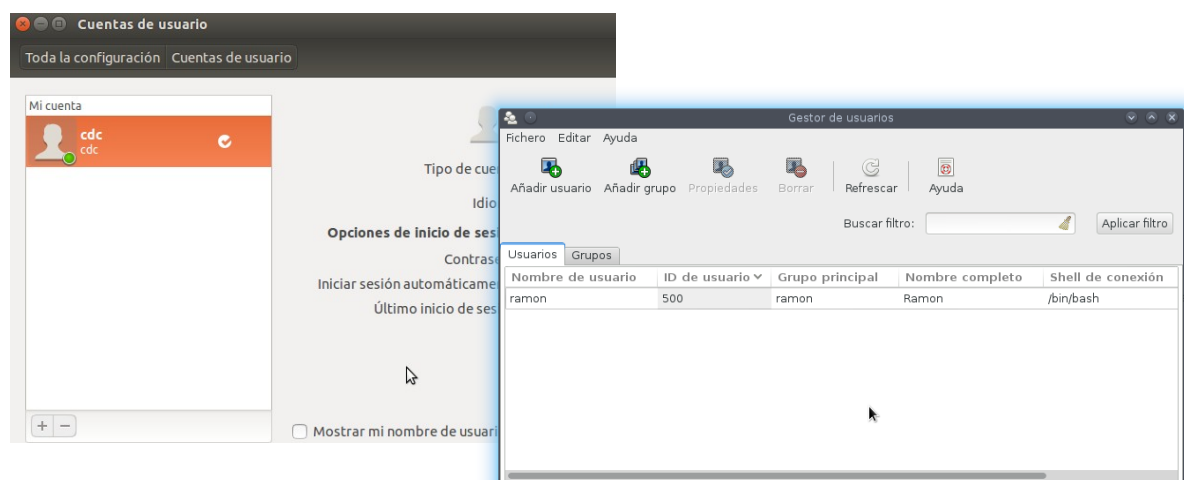 Cuentas de usuario
Toda la configuración Cuentas de usuario
Mi cuenta
cdc
cdc
Tipo de cue
Idio
Opciones de inicio de ses
Contras
Iniciar sesión automáticame
Último inicio de ses
Mostrar mi nombre de usuari
Gestor de usuarios
Fichero Editar Ayuda
Añadir usuario Añadir grupo Propiedades Borrar Refrescar Ayuda
Buscar filtro: Aplicar filtro
Usuarios Grupos
Nombre de usuario ID de usuario Grupo principal Nombre completo Shell de conexión
ramon 500 ramon Ramon /bin/bash